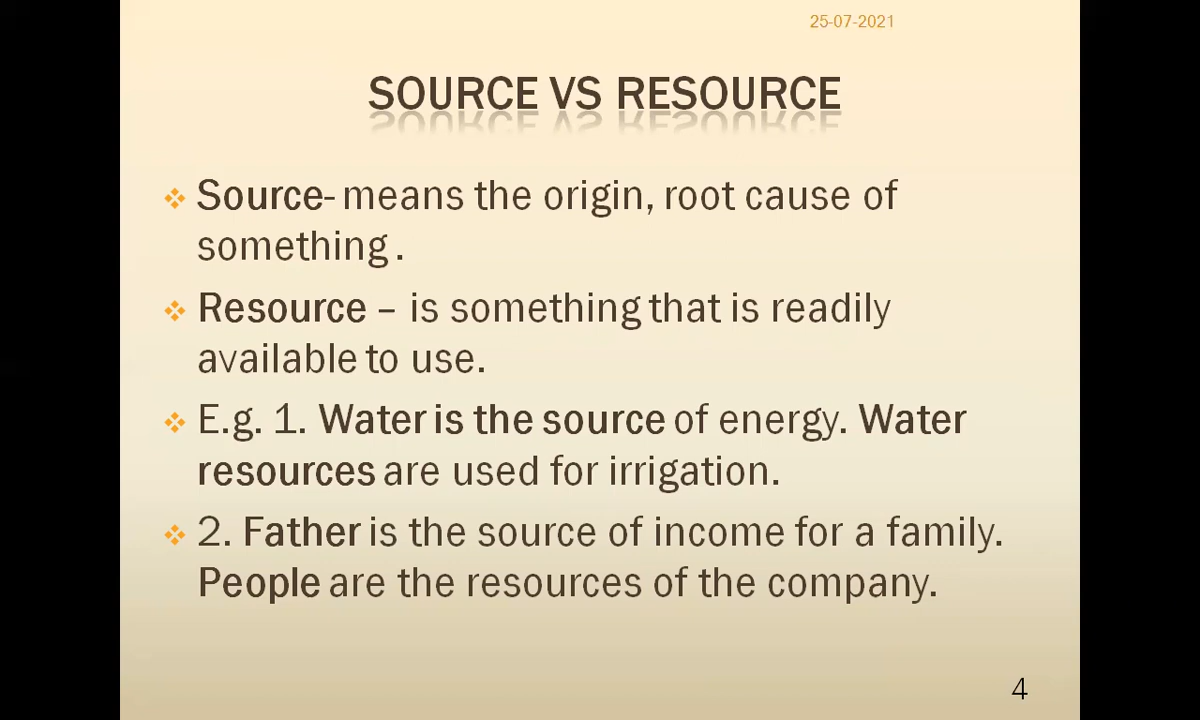 25-07-2021
SOURCE VS RESOURCE
Source- means the origin, root cause of
something .
Resource – is something that is readily
available to use.
E.g. 1. Water is the source of energy. Water
resources are used for irrigation.
2. Father is the source of income for a family.
People are the resources of the company.
4